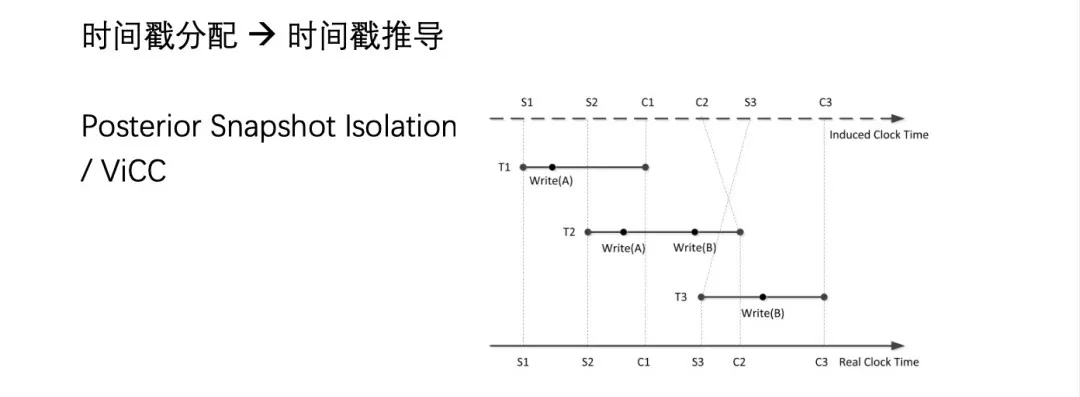 时间戳分配 → 时间戳推导
Posterior Snapshot Isolation
/ ViCC
S1 S2 C1 C2 S3 C3
Induced Clock Time
T1
Write(A)
T2
Write(A) Write(B)
T3
Write(B)
S1 S2 C1 S3 C2 C3 Real Clock Time